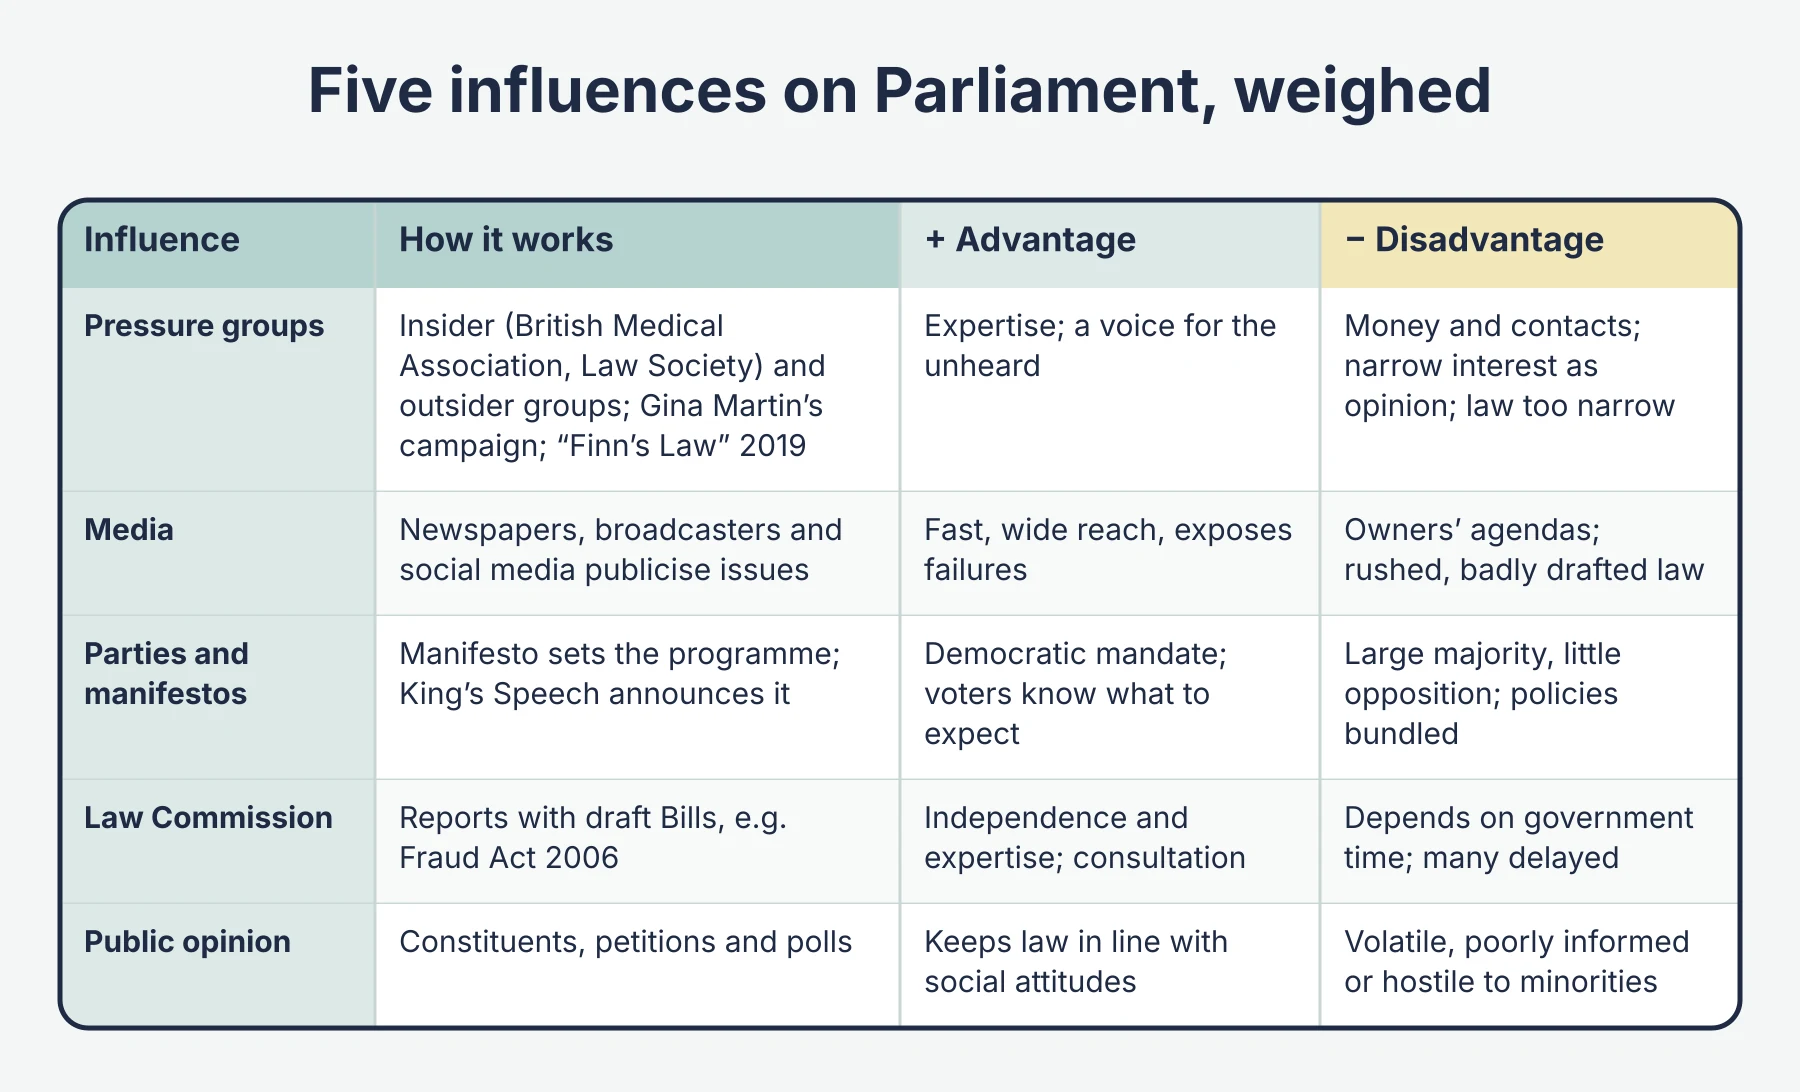 Five influences on Parliament, weighed
Influence
How it works
+ Advantage
− Disadvantage
Pressure groups
Insider (British Medical
Association, Law Society) and
outsider groups; Gina Martin’s
campaign; “Finn’s Law” 2019
Expertise; a voice for the
unheard
Money and contacts;
narrow interest as
opinion; law too narrow
Media
Newspapers, broadcasters and
social media publicise issues
Fast, wide reach, exposes
failures
Owners’ agendas;
rushed, badly drafted law
Parties and
manifestos
Manifesto sets the programme;
King’s Speech announces it
Democratic mandate;
voters know what to
expect
Large majority, little
opposition; policies
bundled
Law Commission
Reports with draft Bills, e.g.
Fraud Act 2006
Independence and
expertise; consultation
Depends on government
time; many delayed
Public opinion
Constituents, petitions and polls
Keeps law in line with
social attitudes
Volatile, poorly informed
or hostile to minorities